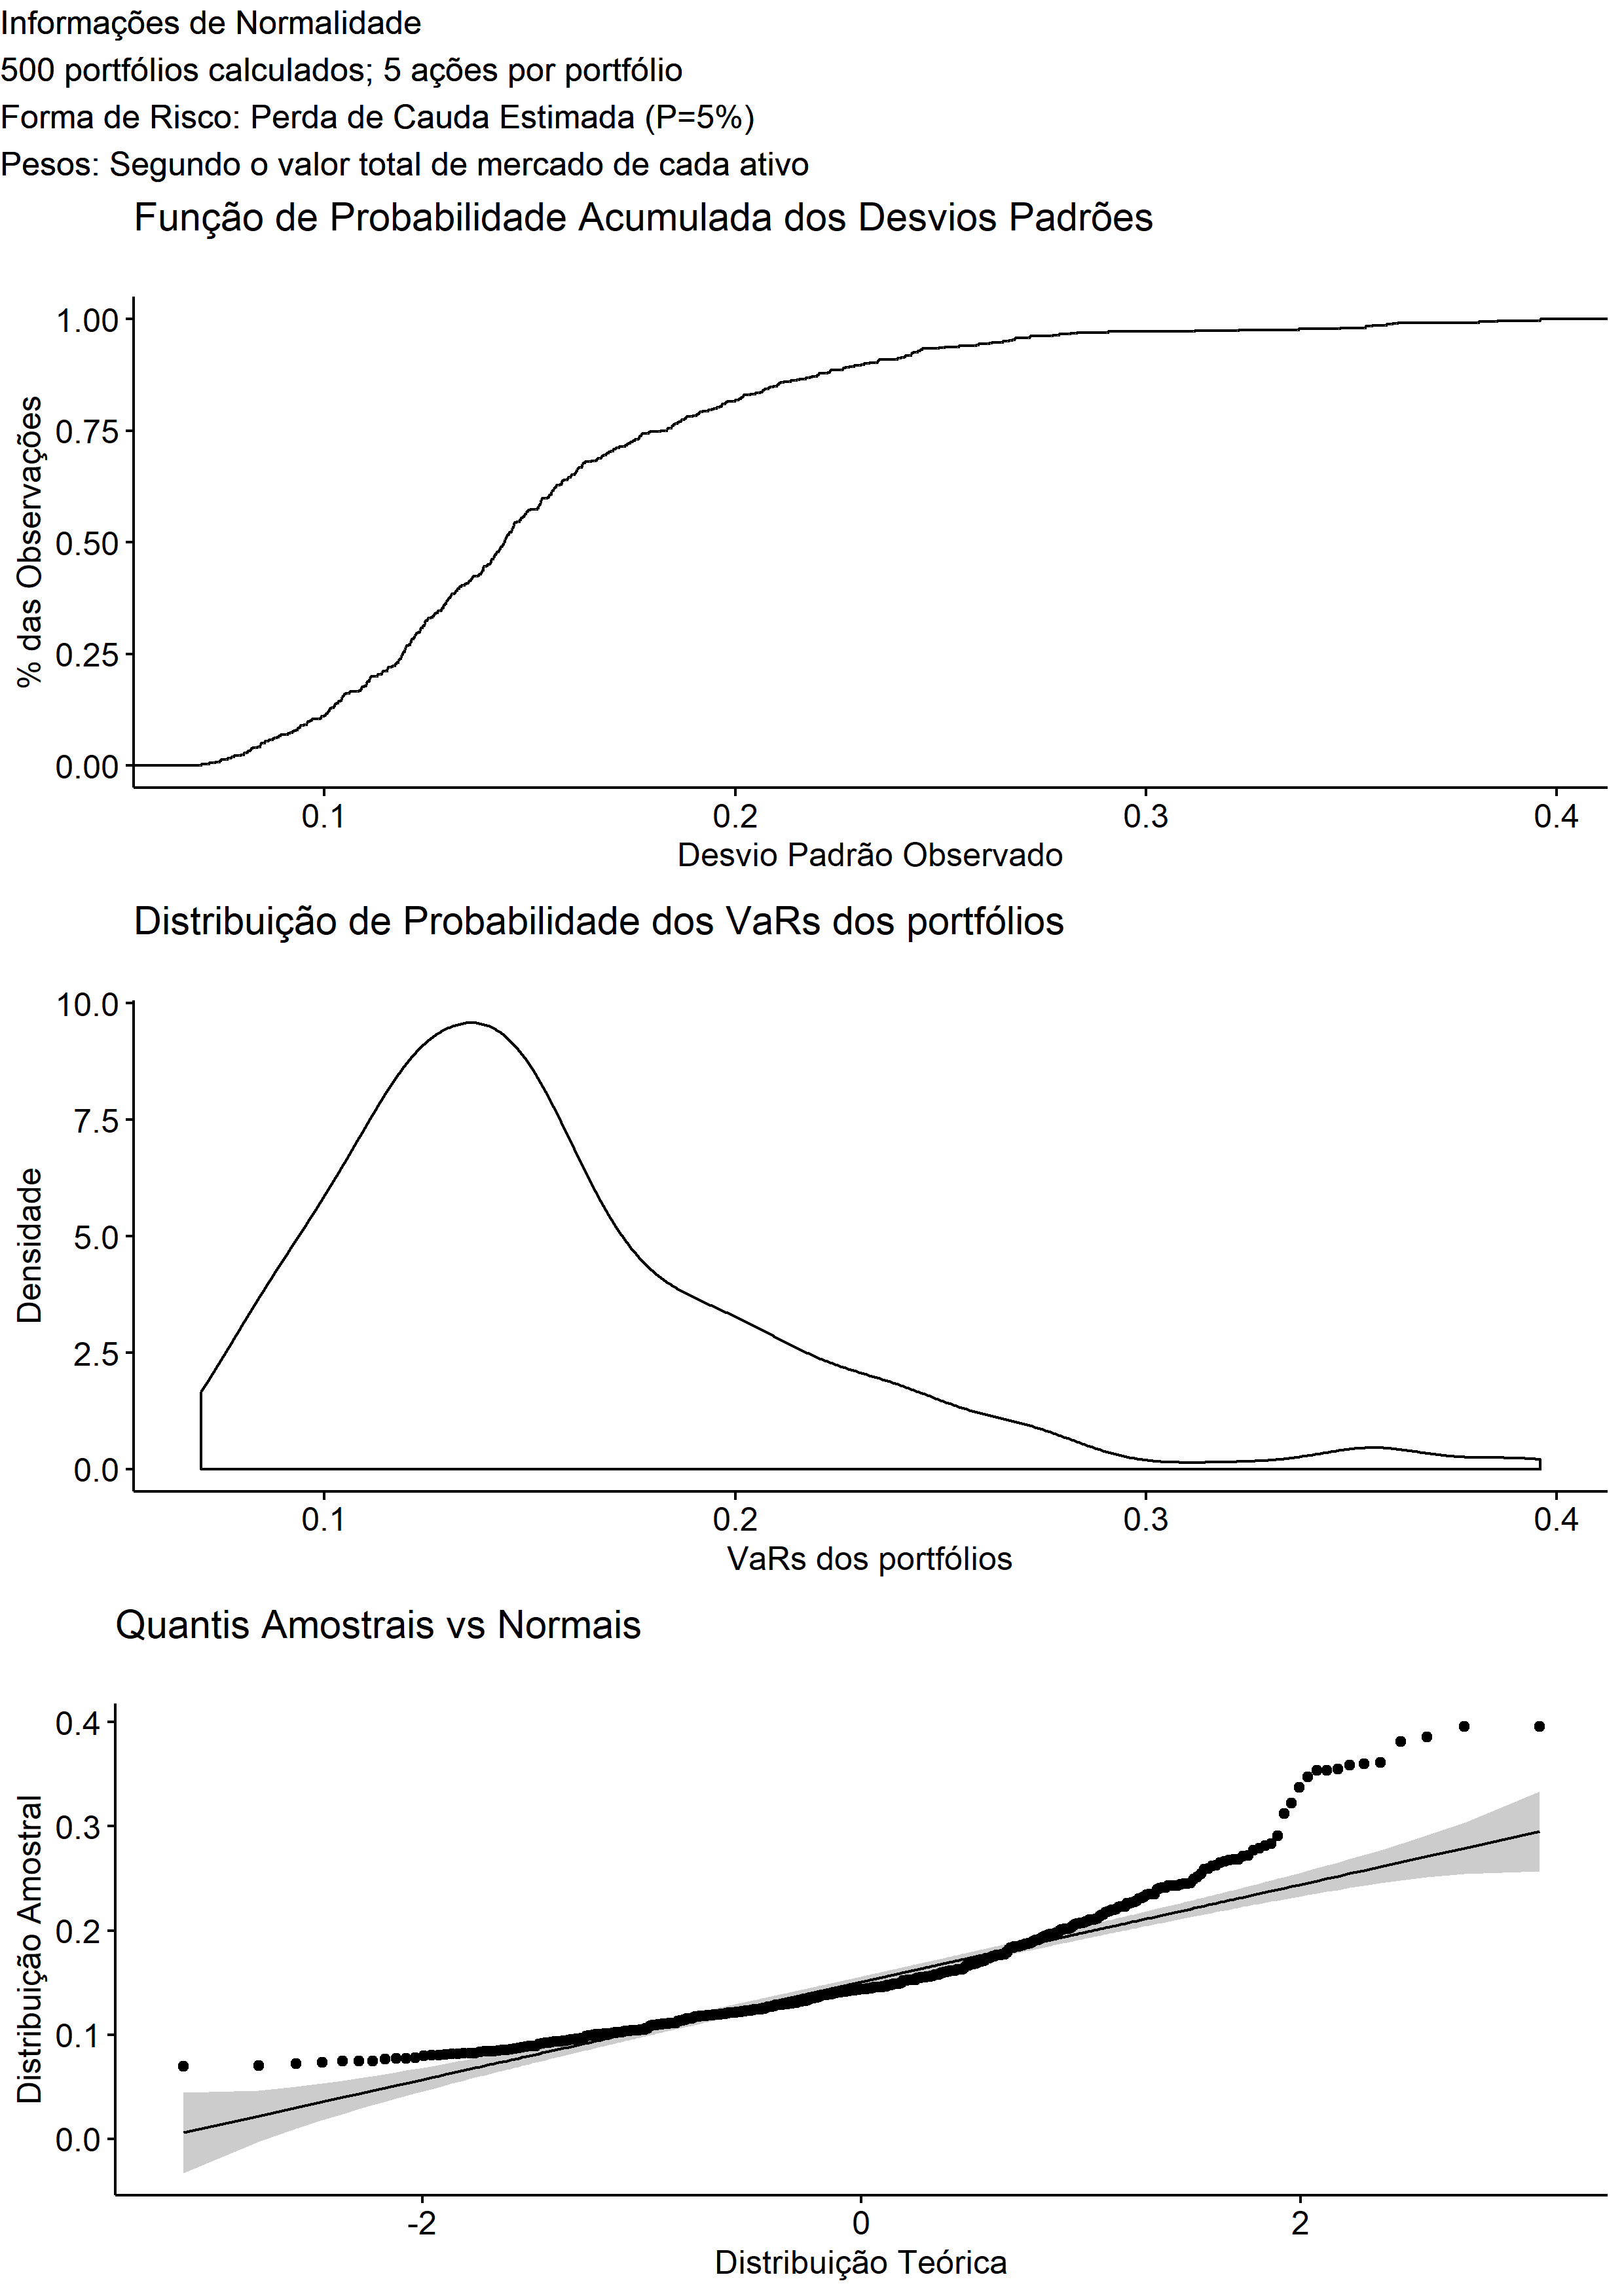 Informações de Normalidade
500 portfólios calculados; 5 ações por portfólio
Forma de Risco: Perda de Cauda Estimada (P=5%)
Pesos: Segundo o valor total de mercado de cada ativo
Função de Probabilidade Acumulada dos Desvios Padrões
% das Observações
1.00
0.75
0.50
0.25
0.00
0.1 0.2 0.3 0.4
Desvio Padrão Observado
Distribuição de Probabilidade dos VaRs dos portfólios
Densidade
10.0
7.5
5.0
2.5
0.0
0.1 0.2 0.3 0.4
VaRs dos portfólios
Quantis Amostrais vs Normais
Distribuição Amostral
0.4
0.3
0.2
0.1
0.0
-2 0 2
Distribuição Teórica